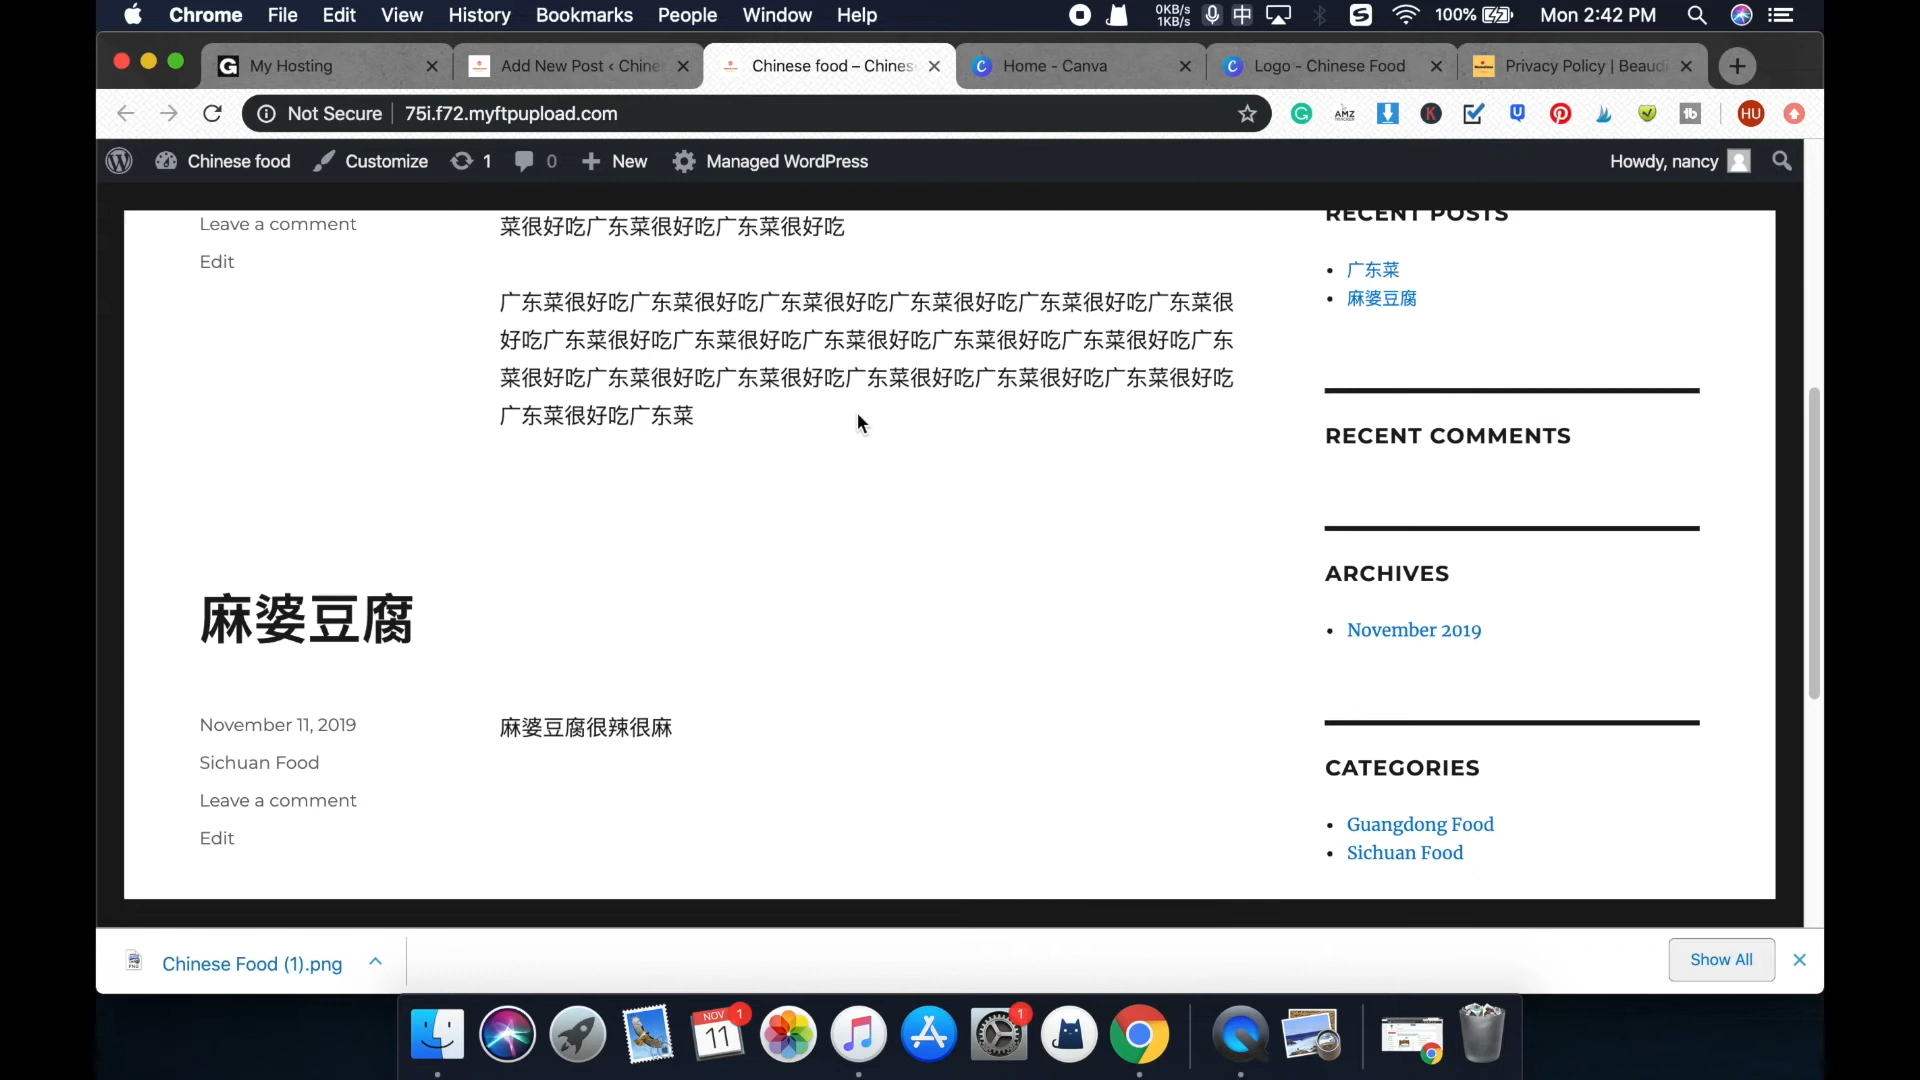 Chrome File Edit View History Bookmarks People Window Help
0KB/s
1KB/s
中
100%
Mon 2:42 PM
My Hosting
Add New Post ‹ Chine
Chinese food – Chines
Home - Canva
Logo - Chinese Food
Privacy Policy | Beaudi
Not Secure
75i.f72.myftpupload.com
AMZ
TRACKER
HU
Chinese food
Customize
1
0
New
Managed WordPress
Howdy, nancy
Leave a comment
Edit
菜很好吃广东菜很好吃广东菜很好吃
广东菜很好吃广东菜很好吃广东菜很好吃广东菜很好吃广东菜很好吃广东菜很
好吃广东菜很好吃广东菜很好吃广东菜很好吃广东菜很好吃广东菜很好吃广东
菜很好吃广东菜很好吃广东菜很好吃广东菜很好吃广东菜很好吃广东菜很好吃
广东菜很好吃广东菜
麻婆豆腐
November 11, 2019
Sichuan Food
Leave a comment
Edit
麻婆豆腐很辣很麻
RECENT POSTS
广东菜
麻婆豆腐
RECENT COMMENTS
ARCHIVES
November 2019
CATEGORIES
Guangdong Food
Sichuan Food
Chinese Food (1).png
Show All
NOV
11
1
1